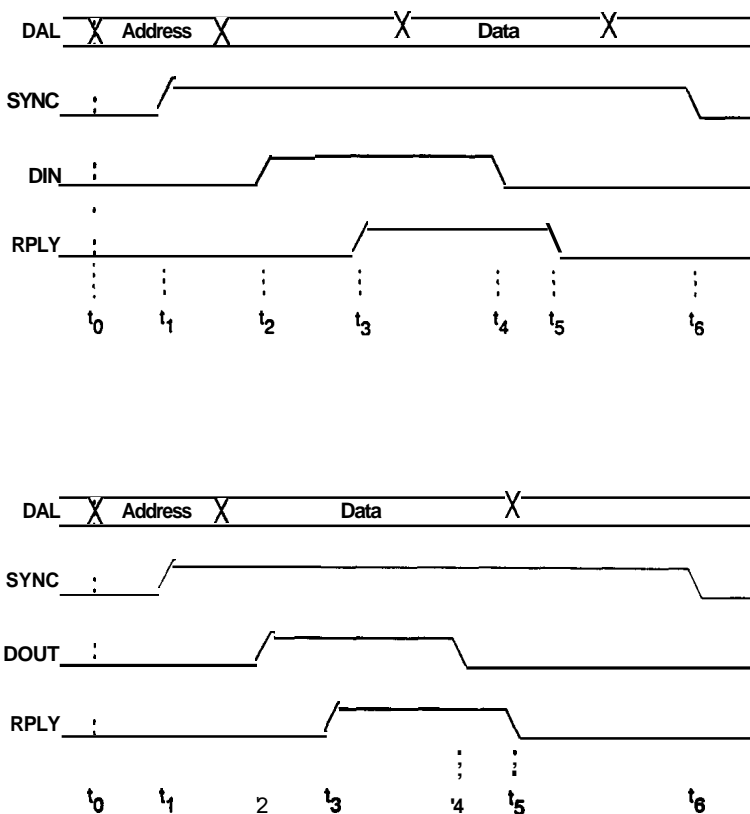 DAL Address Data
SYNC
DIN
RPLY
t0 t1 t2 t3 t4 t5 t6
DAL Address Data
SYNC
DOUT
RPLY
t0 t1 2 t3 '4 t5 t6